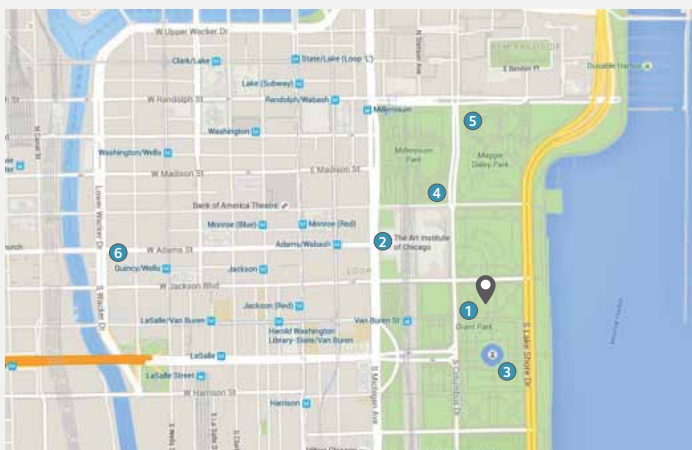 W Upper Wacker Dr
Clark/Lake
State/Lake (Loop 'L')
N Stetson Ave
E Benton Pl
Lake (Subway)
W Randolph St
Randolph/Wabash
Millennium
5
Washington
Washington/Wells
Millennium
Park
Maggie
Daley Park
W Madison St
E Madison St
4
Lower Wacker Dr
Bank of America Theatre
Monroe (Blue)
Monroe (Red)
2
The Art Institute
of Chicago
6
W Adams St
Adams/Wabash
Quincy/Wells
Jackson
LOOP
W Jackson Blvd
S Wacker Dr
Jackson (Red)
1
Grant Park
LaSalle/Van Buren
Harold Washington
Library-State/Van Buren
Van Buren St
S Lake Shore Dr
LaSalle
3
LaSalle Street
S Michigan Ave
S Columbus Dr
W Harrison St
Harrison